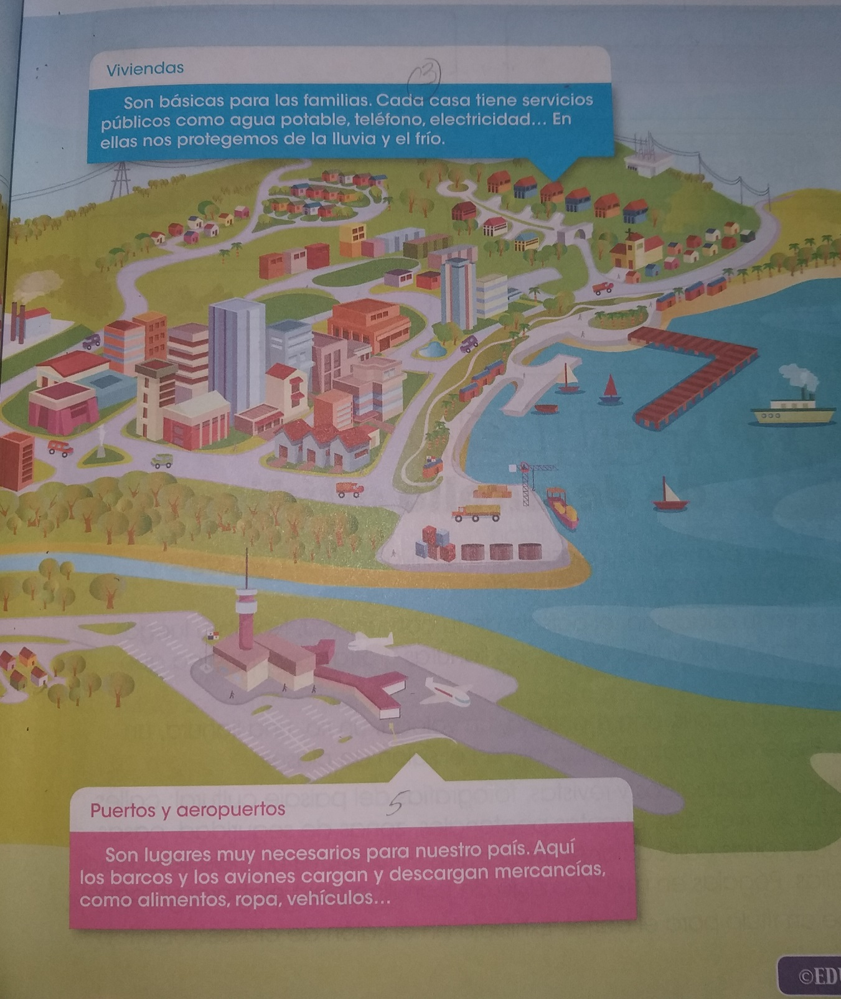 Viviendas
3
Son básicas para las familias. Cada casa tiene servicios
públicos como agua potable, teléfono, electricidad... En
ellas nos protegemos de la lluvia y el frío.
Puertos y aeropuertos
5
Son lugares muy necesarios para nuestro país. Aquí
los barcos y los aviones cargan y descargan mercancías,
como alimentos, ropa, vehículos...